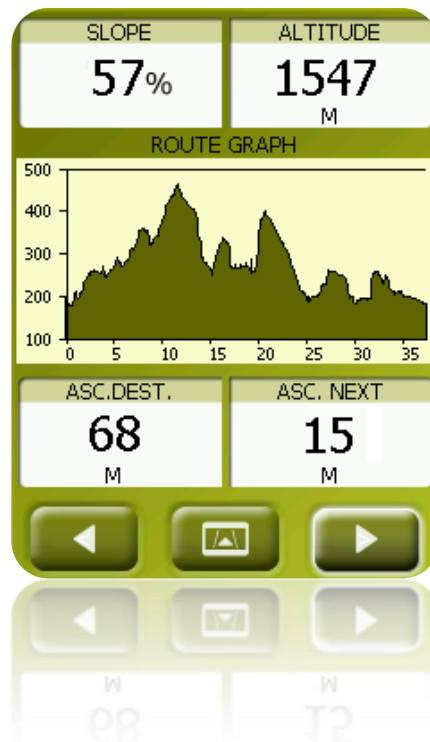 SLOPE ALTITUDE
57% 1547
M
ROUTE GRAPH
500
400
300
200
100
0 5 10 15 20 25 30 35
ASC.DEST. ASC. NEXT
68 15
M M